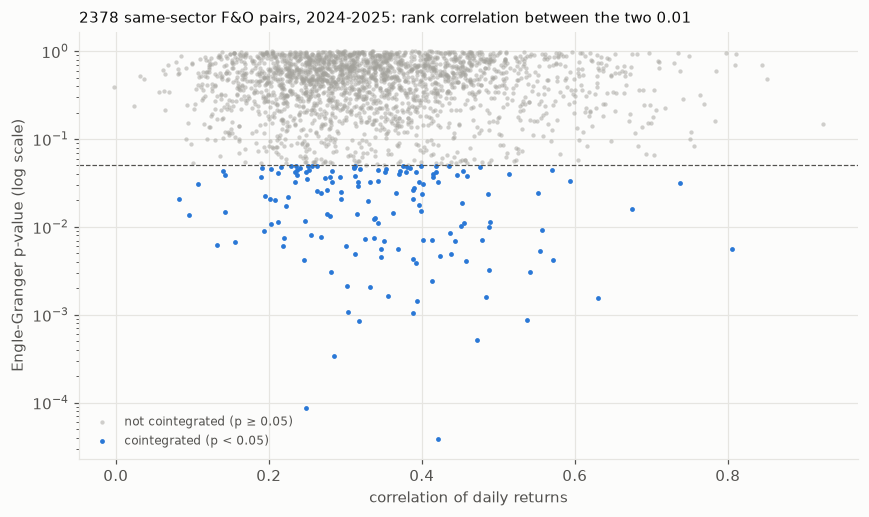 2378 same-sector F&O pairs, 2024-2025: rank correlation between the two 0.01
10⁰
10⁻¹
10⁻²
10⁻³
10⁻⁴
Engle-Granger p-value (log scale)
not cointegrated (p ≥ 0.05)
cointegrated (p < 0.05)
0.0 0.2 0.4 0.6 0.8
correlation of daily returns